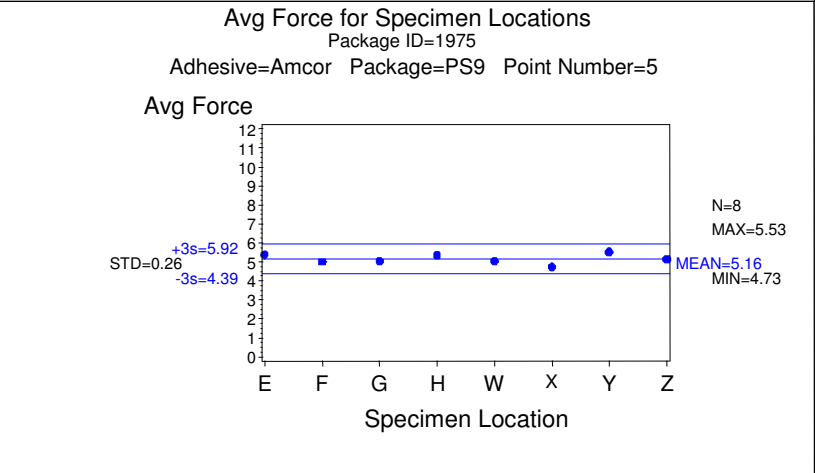 Avg Force for Specimen Locations
Package ID=1975
Adhesive=Amcor Package=PS9 Point Number=5
Avg Force
12
11
10
9
8
7
6
5
4
3
2
1
0
+3s=5.92
STD=0.26
-3s=4.39
N=8
MAX=5.53
MEAN=5.16
MIN=4.73
E F G H W X Y Z
Specimen Location